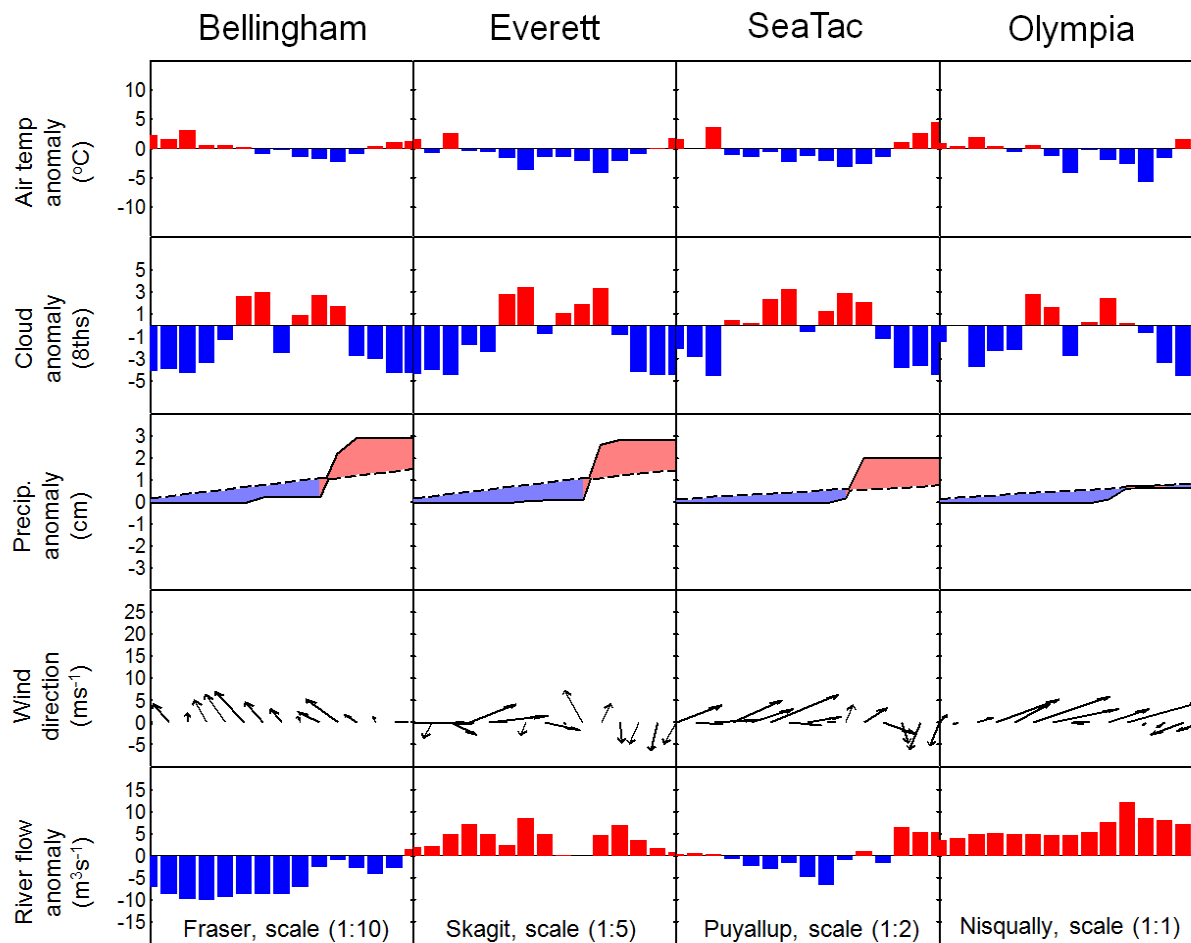 Bellingham
Everett
SeaTac
Olympia
Air temp
anomaly
(°C)
10
5
0
-5
-10
Cloud
anomaly
(8ths)
5
3
1
-1
-3
-5
Precip.
anomaly
(cm)
3
2
1
0
-1
-2
-3
Wind
direction
(ms-1)
25
20
15
10
5
0
-5
River flow
anomaly
(m3s-1)
15
10
5
0
-5
-10
-15
Fraser, scale (1:10)
Skagit, scale (1:5)
Puyallup, scale (1:2)
Nisqually, scale (1:1)